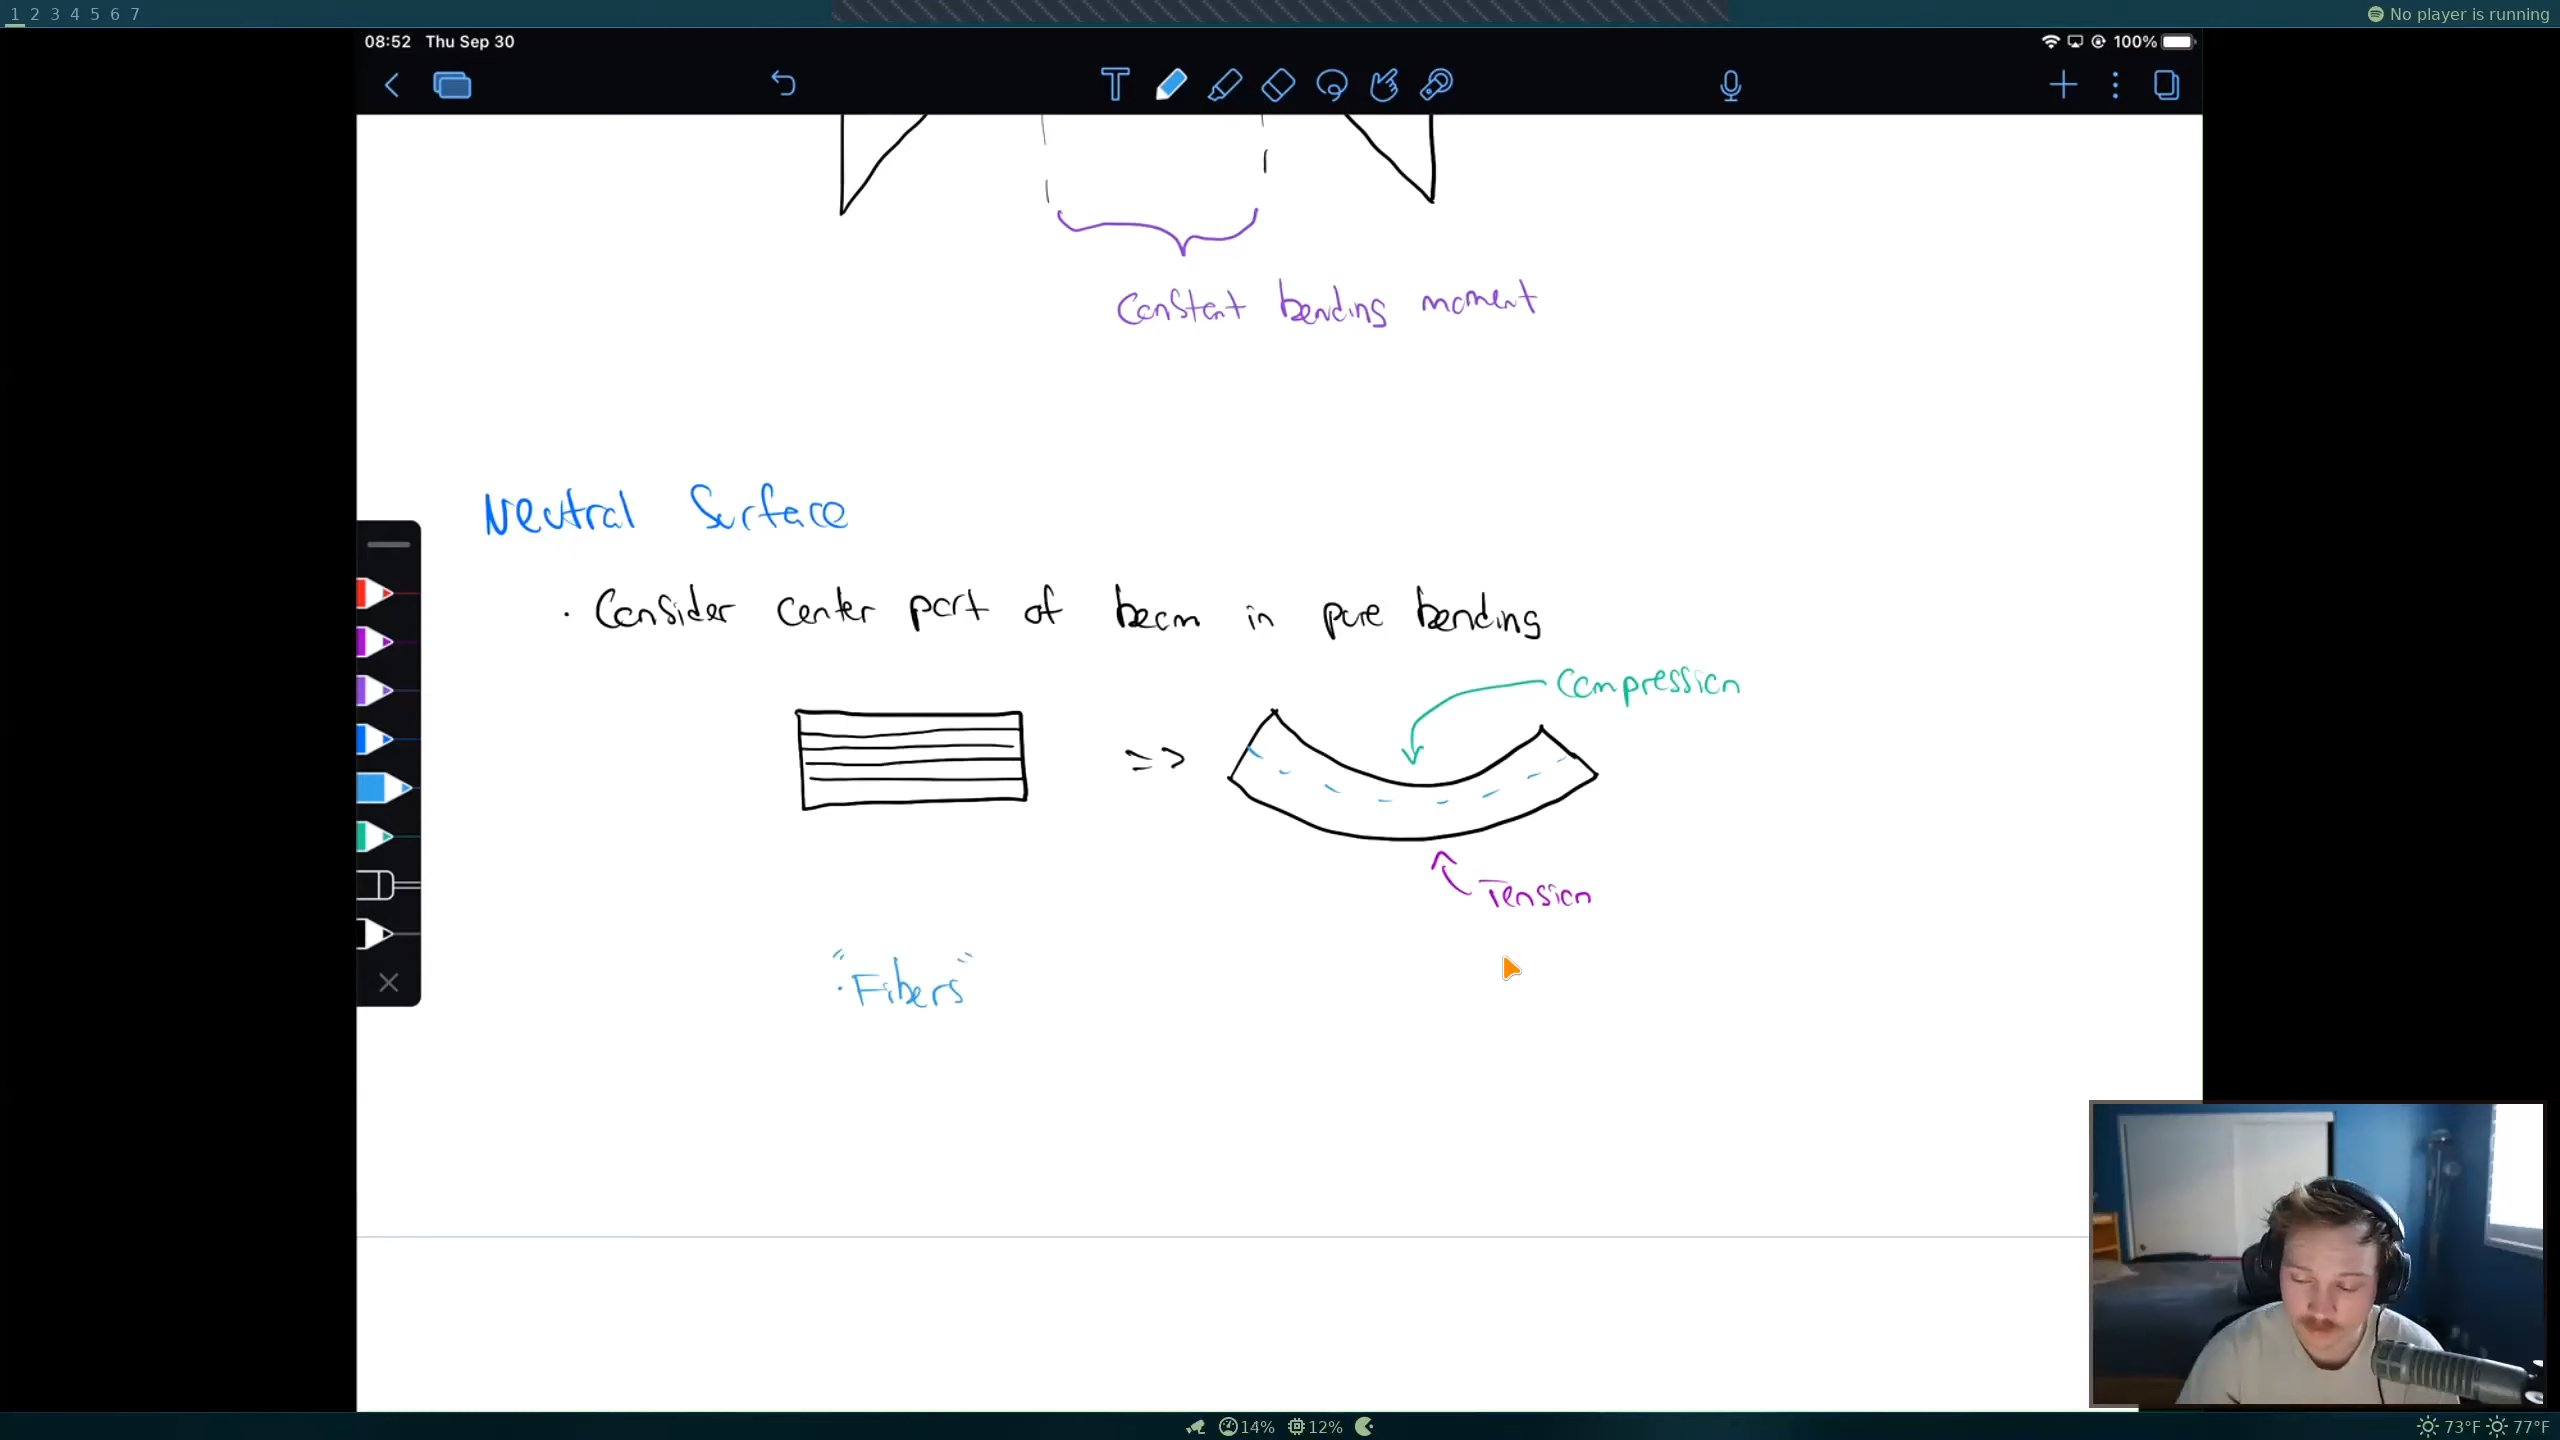 1 2 3 4 5 6 7
No player is running
08:52 Thu Sep 30
100%
Constant bending moment
Neutral Surface
· Consider center part of beam in pure bending
Compression
=>
Tension
"Fibers"
14% 12%
73°F 77°F